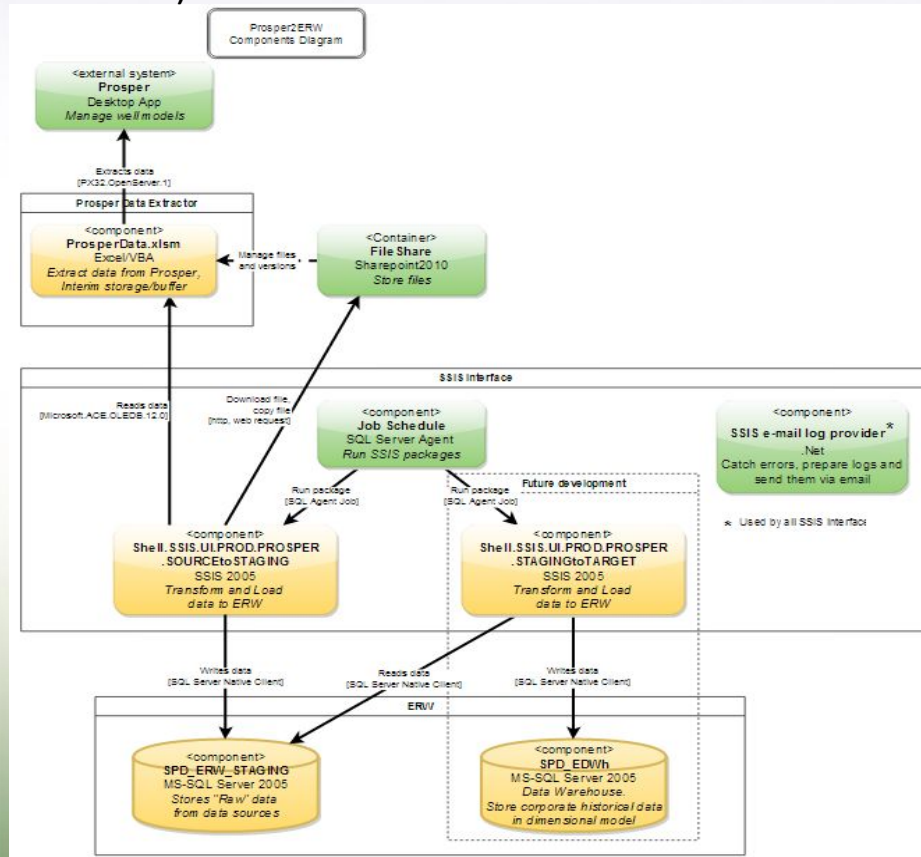 Prosper2ERW
Components Diagram
<external system>
Prosper
Desktop App
Manage well models
Extracts data
[PX32.OpenServer.1]
Prosper Data Extractor
<component>
ProsperData.xlsm
Excel/VBA
Extract data from Prosper,
Interim storage/buffer
Manage files
and versions
<Container>
File Share
Sharepoint2010
Store files
SSIS Interface
Reads data
[Microsoft.ACE.OLEDB.12.0]
Download file,
copy file
[http, web request]
<component>
Job Schedule
SQL Server Agent
Run SSIS packages
<component>
SSIS e-mail log provider*
.Net
Catch errors, prepare logs and
send them via email
* Used by all SSIS Interface
Run package
[SQL Agent Job]
Run package
[SQL Agent Job]
Future development
<component>
Shell.SSIS.UI.PROD.PROSPER
.SOURCEtoSTAGING
SSIS 2005
Transform and Load
data to ERW
<component>
Shell.SSIS.UI.PROD.PROSPER
.STAGINGtoTARGET
SSIS 2005
Transform and Load
data to ERW
Writes data
[SQL Server Native Client]
Reads data
[SQL Server Native Client]
Writes data
[SQL Server Native Client]
ERW
<component>
SPD_ERW_STAGING
MS-SQL Server 2005
Stores "Raw" data
from data sources
<component>
SPD_EDWh
MS-SQL Server 2005
Data Warehouse.
Store corporate historical data
in dimensional model